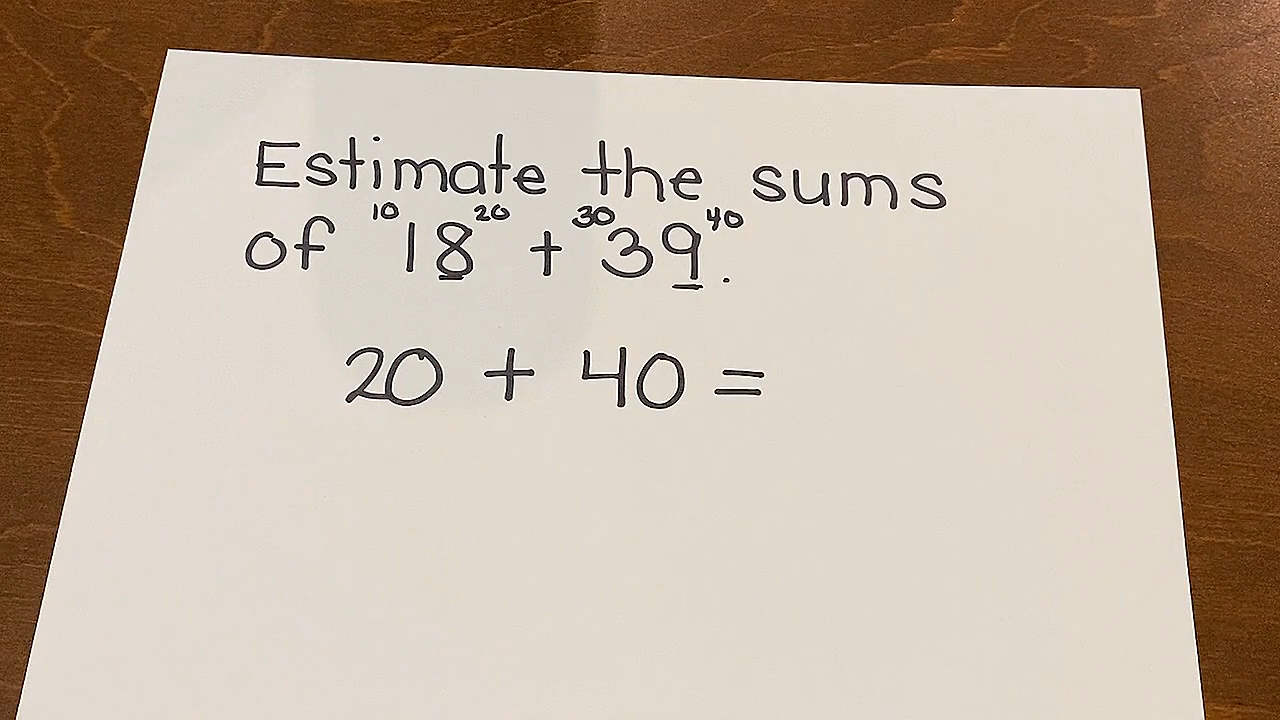 Estimate the sums
10 20 30 40
of 18 + 39.
20 + 40 =